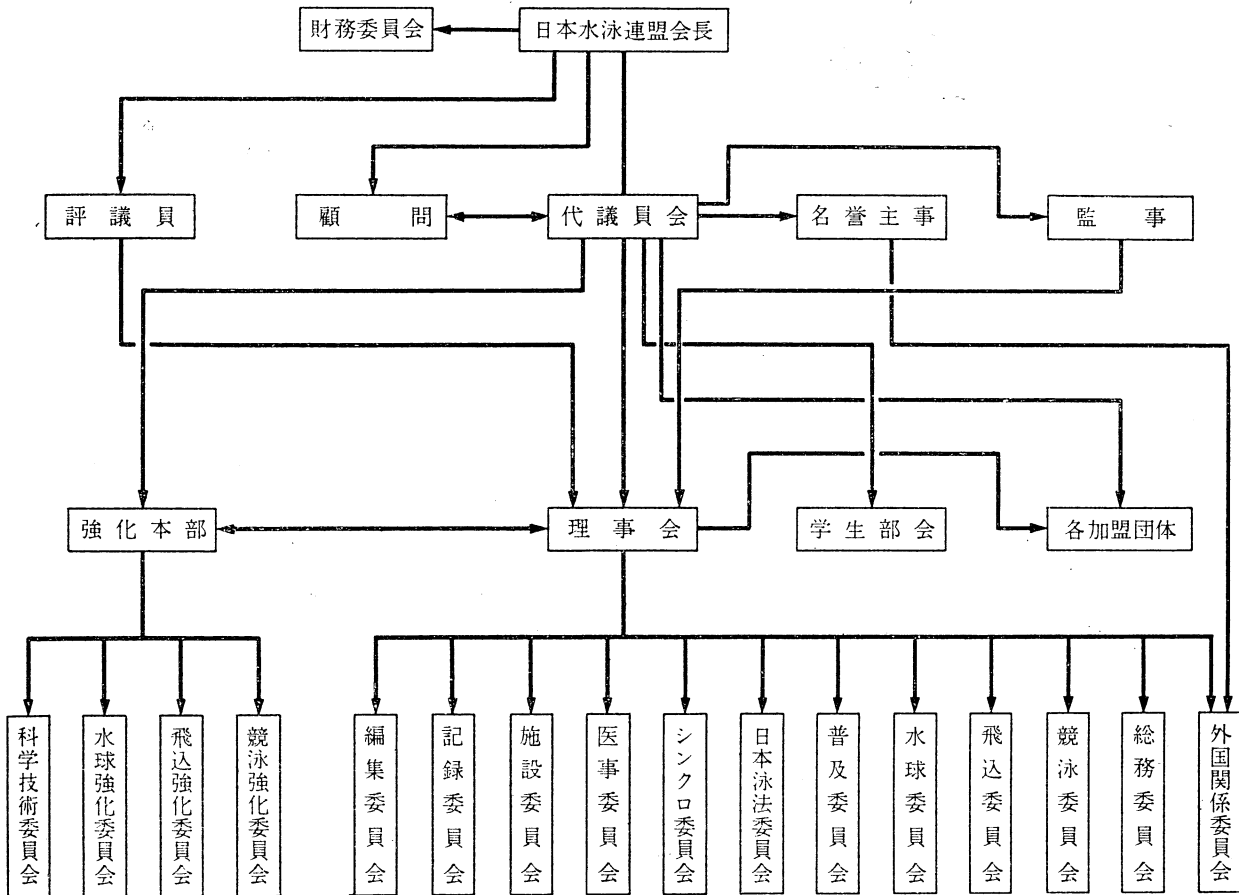 財務委員会
日本水泳連盟会長
評議員
顧問
代議員会
名誉主事
監事
強化本部
理事会
学生部会
各加盟団体
科学技術委員会
水球強化委員会
飛込強化委員会
競泳強化委員会
編集委員会
記録委員会
施設委員会
医事委員会
シンクロ委員会
日本泳法委員会
普及委員会
水球委員会
飛込委員会
競泳委員会
総務委員会
外国関係委員会